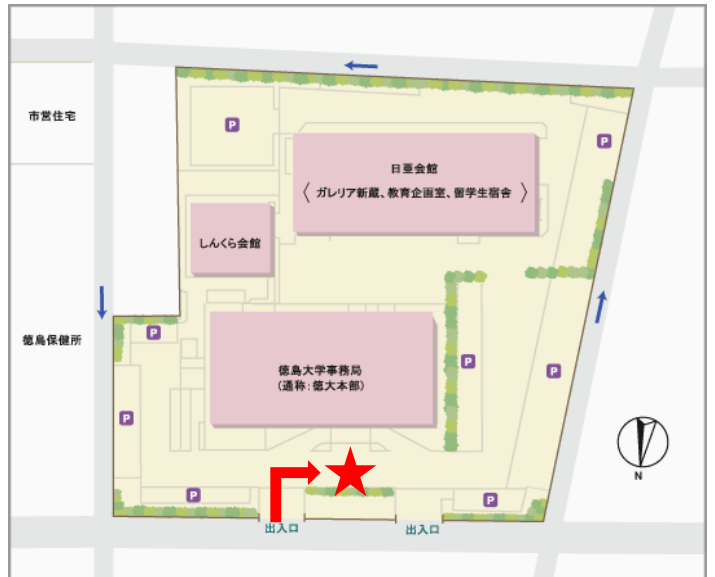 市営住宅
P
P
日亜会館
〈 ガレリア新蔵、教育企画室、留学生宿舎 〉
しんくら会館
徳島保健所
P
徳島大学事務局
(通称:徳大本部)
P
P
P
N
P
P
出入口
出入口